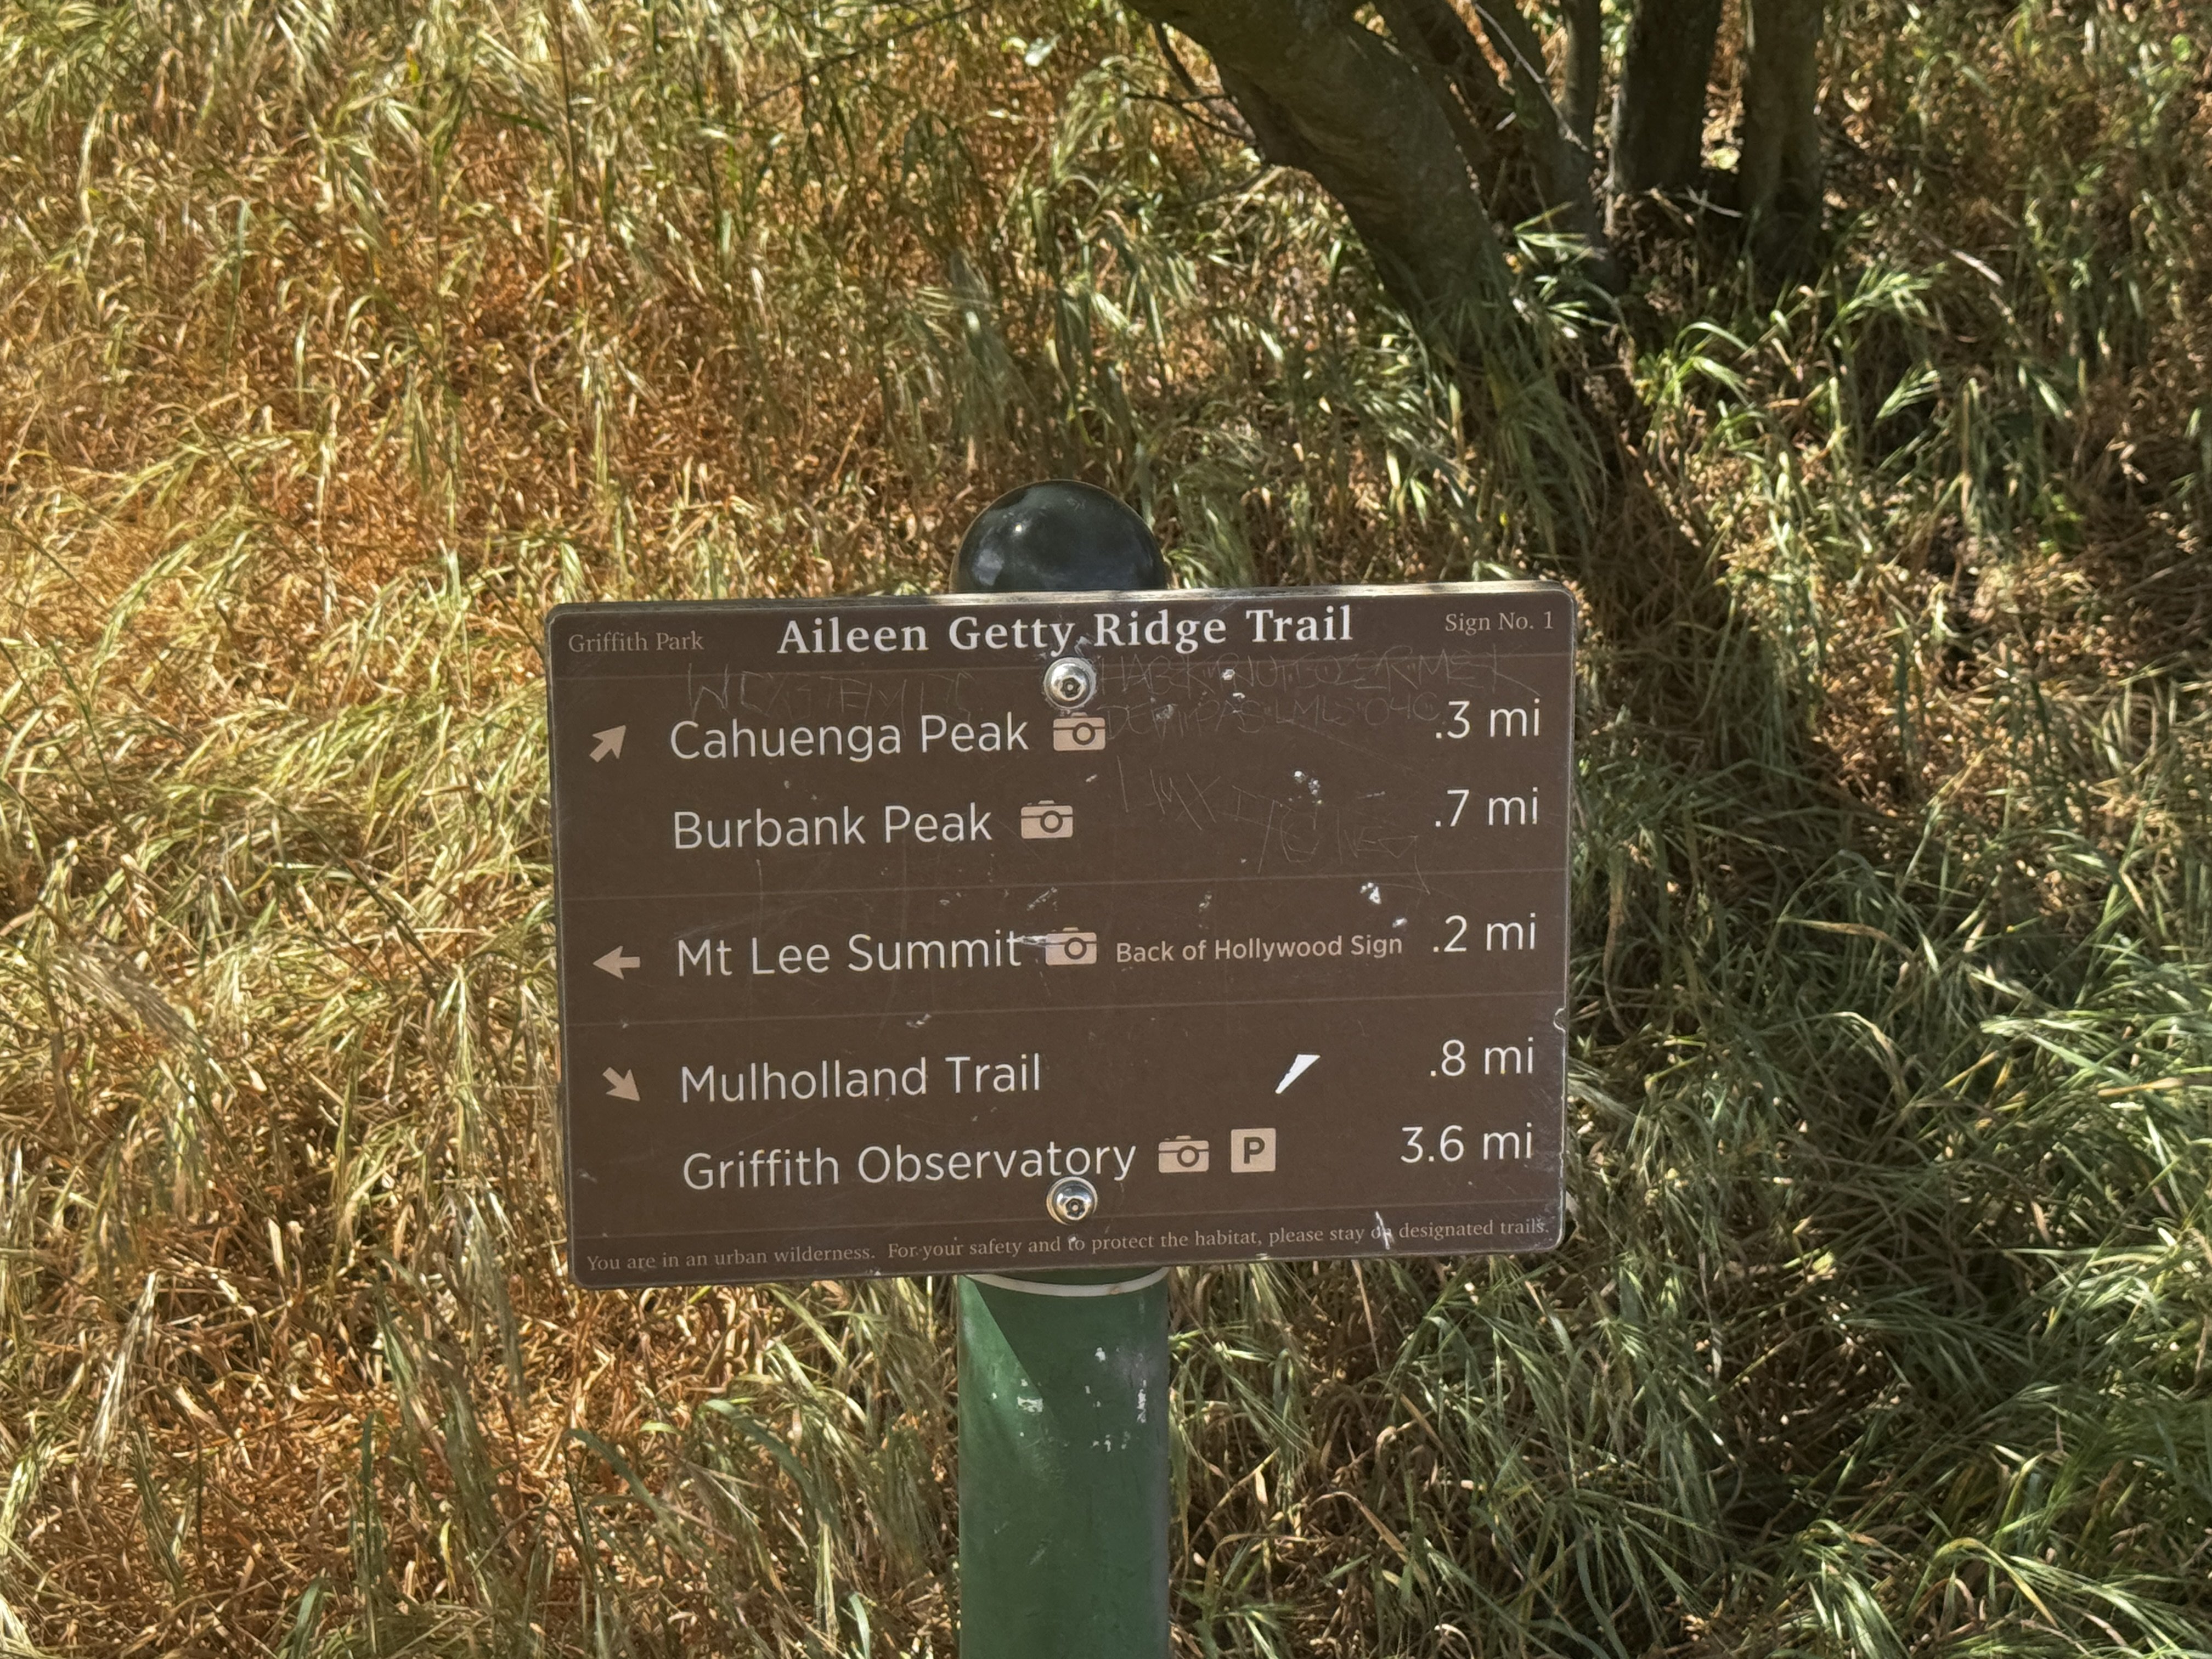 Griffith Park Aileen Getty Ridge Trail Sign No. 1
Cahuenga Peak .3 mi
Burbank Peak .7 mi
Mt Lee Summit Back of Hollywood Sign .2 mi
Mulholland Trail .8 mi
Griffith Observatory P 3.6 mi
You are in an urban wilderness. For your safety and to protect the habitat, please stay on designated trails.